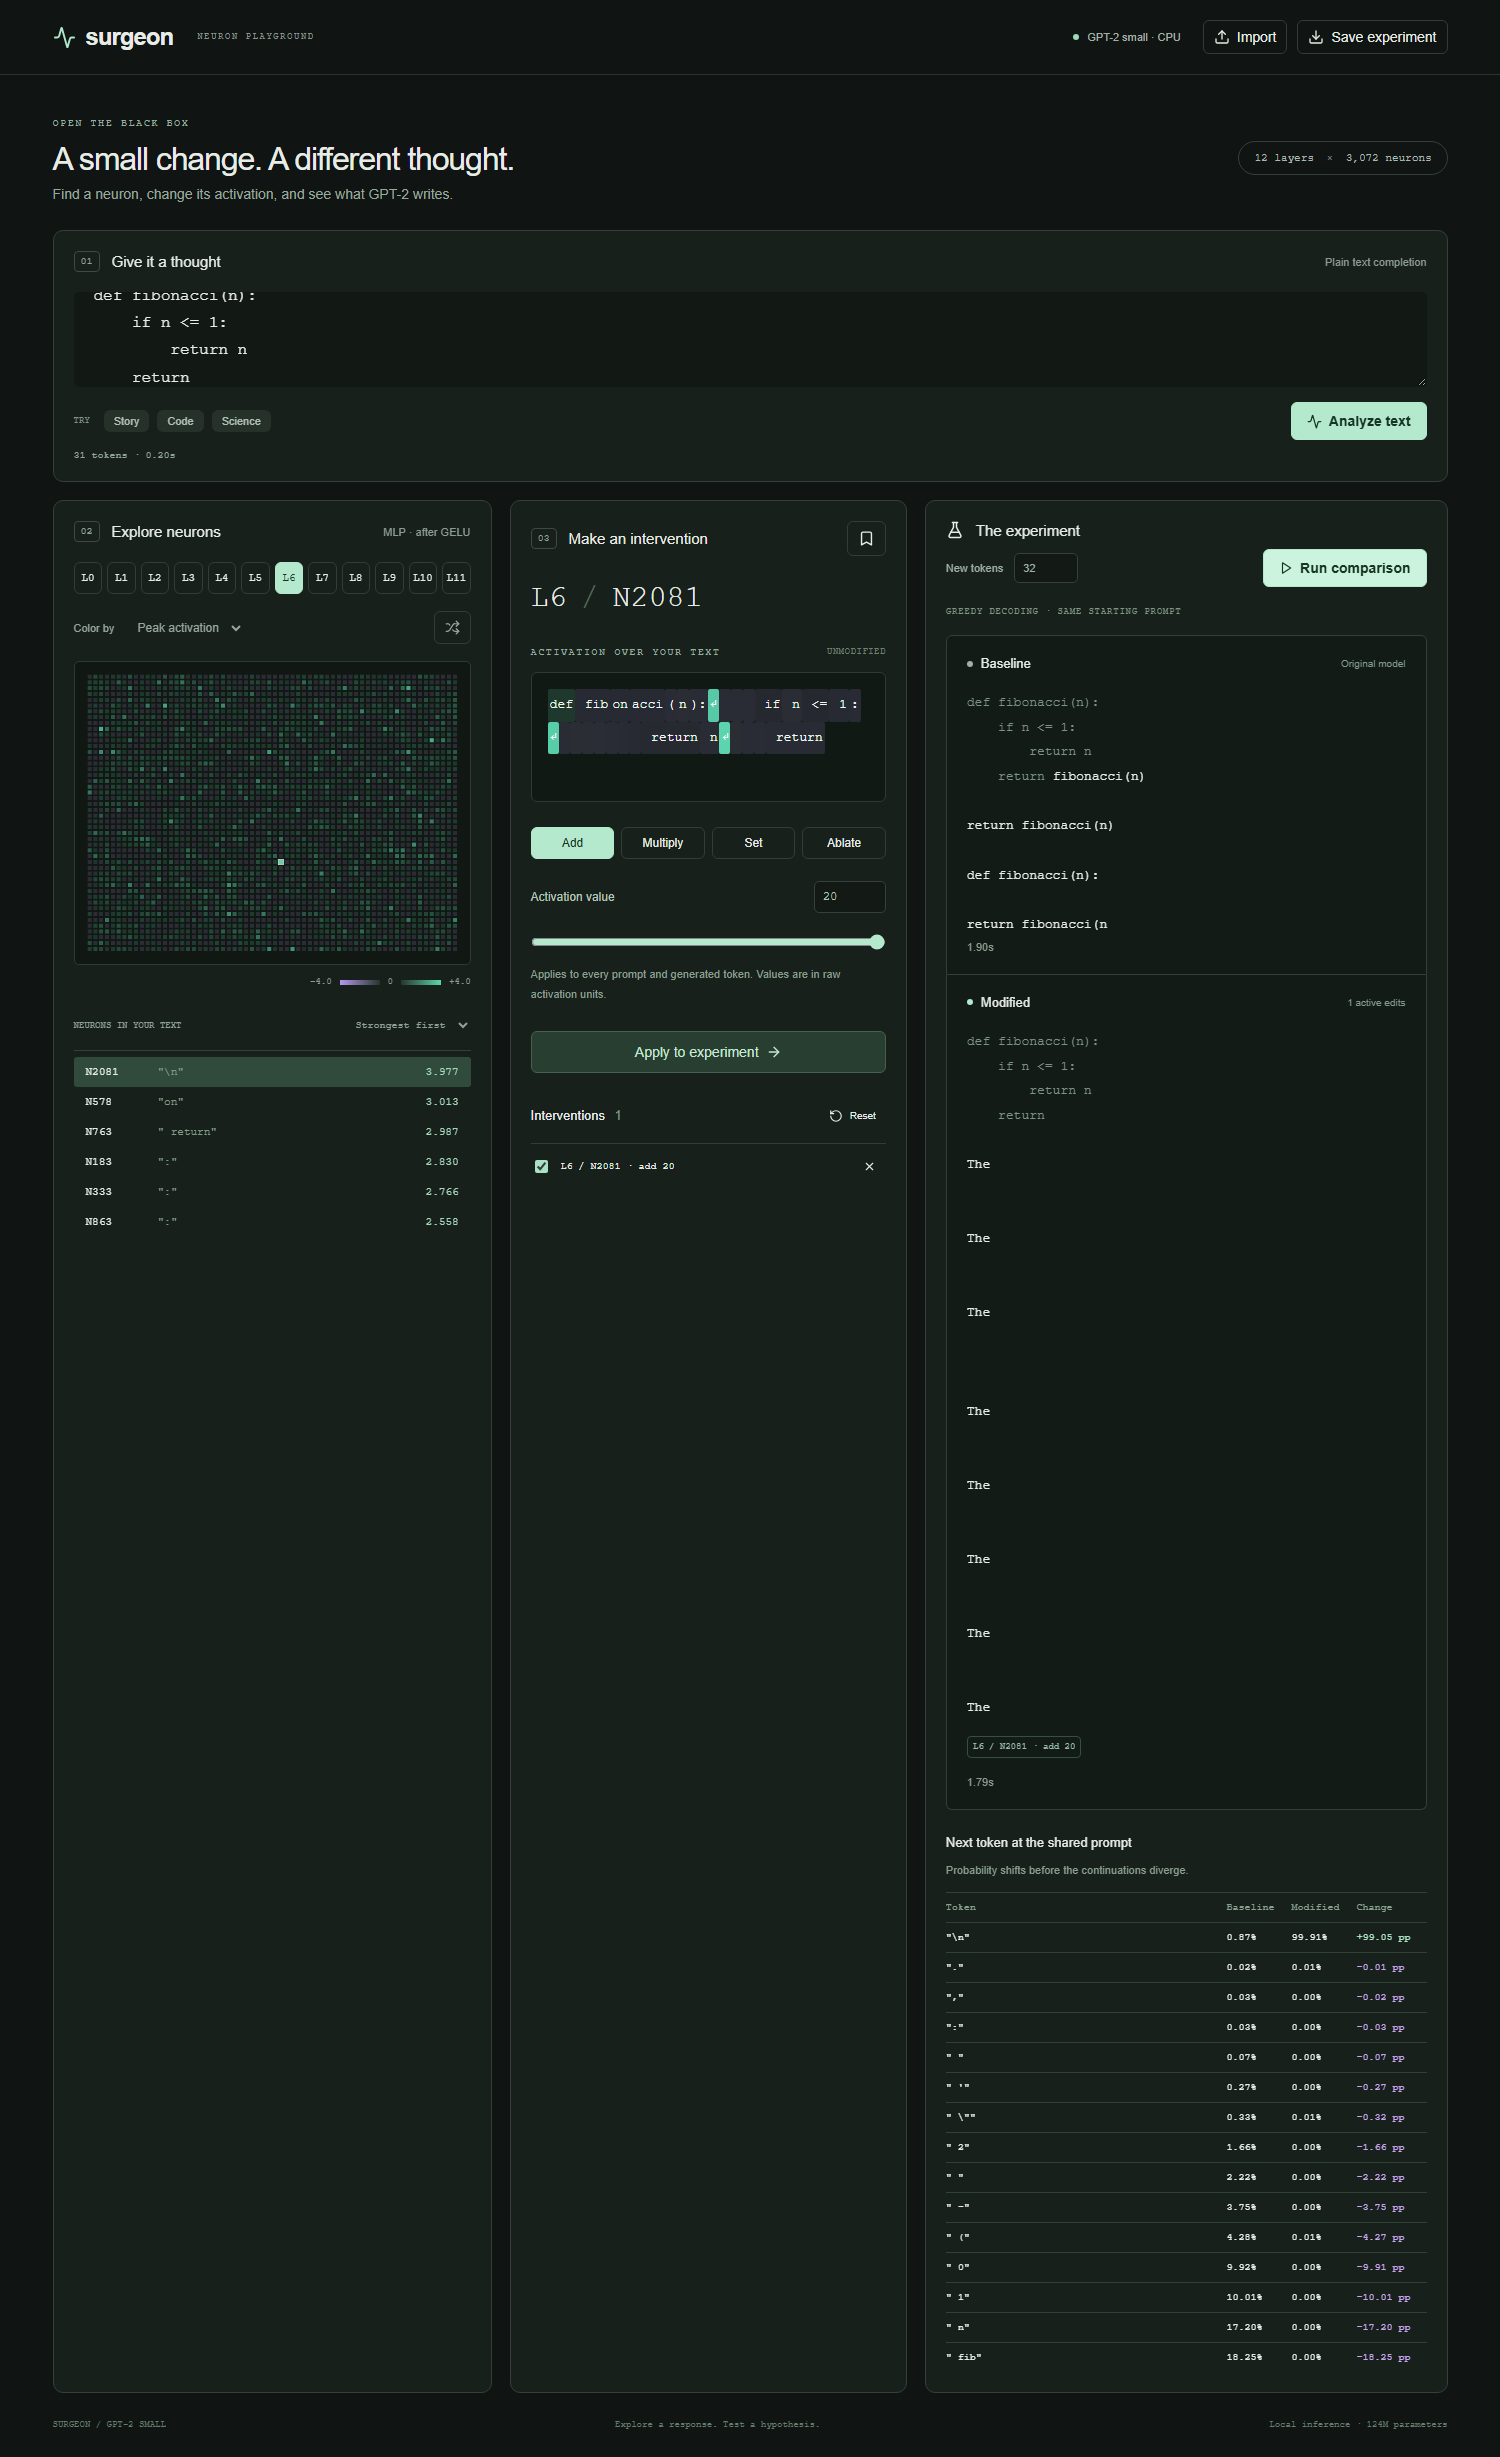 surgeon
NEURON PLAYGROUND
GPT-2 small · CPU
Import
Save experiment
OPEN THE BLACK BOX
A small change. A different thought.
Find a neuron, change its activation, and see what GPT-2 writes.
12 layers × 3,072 neurons
01 Give it a thought
Plain text completion
def fibonacci(n):
    if n <= 1:
        return n
    return
TRY Story Code Science
Analyze text
31 tokens · 0.20s
02 Explore neurons
MLP · after GELU
L0 L1 L2 L3 L4 L5 L6 L7 L8 L9 L10 L11
Color by Peak activation
-4.0 0 +4.0
NEURONS IN YOUR TEXT Strongest first
N2081 "\n" 3.977
N578 "on" 3.013
N763 " return" 2.987
N183 ":" 2.830
N333 ":" 2.766
N863 ":" 2.558
03 Make an intervention
L6 / N2081
ACTIVATION OVER YOUR TEXT UNMODIFIED
def fibonacci(n):↲ if n <= 1:
↲ return n↲ return
Add Multiply Set Ablate
Activation value 20
Applies to every prompt and generated token. Values are in raw
activation units.
Apply to experiment →
Interventions 1
Reset
L6 / N2081 · add 20 ×
The experiment
New tokens 32
Run comparison
GREEDY DECODING · SAME STARTING PROMPT
Baseline
Original model
def fibonacci(n):
    if n <= 1:
        return n
    return fibonacci(n)
return fibonacci(n)
def fibonacci(n):
return fibonacci(n
1.90s
Modified
1 active edits
def fibonacci(n):
    if n <= 1:
        return n
    return
The
The
The
The
The
The
The
The
L6 / N2081 · add 20
1.79s
Next token at the shared prompt
Probability shifts before the continuations diverge.
Token Baseline Modified Change
"\n" 0.87% 99.91% +99.05 pp
"." 0.02% 0.01% -0.01 pp
"," 0.03% 0.00% -0.02 pp
":" 0.03% 0.00% -0.03 pp
" " 0.07% 0.00% -0.07 pp
" '" 0.27% 0.00% -0.27 pp
" \"" 0.33% 0.01% -0.32 pp
" 2" 1.66% 0.00% -1.66 pp
" " 2.22% 0.00% -2.22 pp
" -" 3.75% 0.00% -3.75 pp
" (" 4.28% 0.01% -4.27 pp
" 0" 9.92% 0.00% -9.91 pp
" 1" 10.01% 0.00% -10.01 pp
" n" 17.20% 0.00% -17.20 pp
" fib" 18.25% 0.00% -18.25 pp
SURGEON / GPT-2 SMALL
Explore a response. Test a hypothesis.
Local inference · 124M parameters